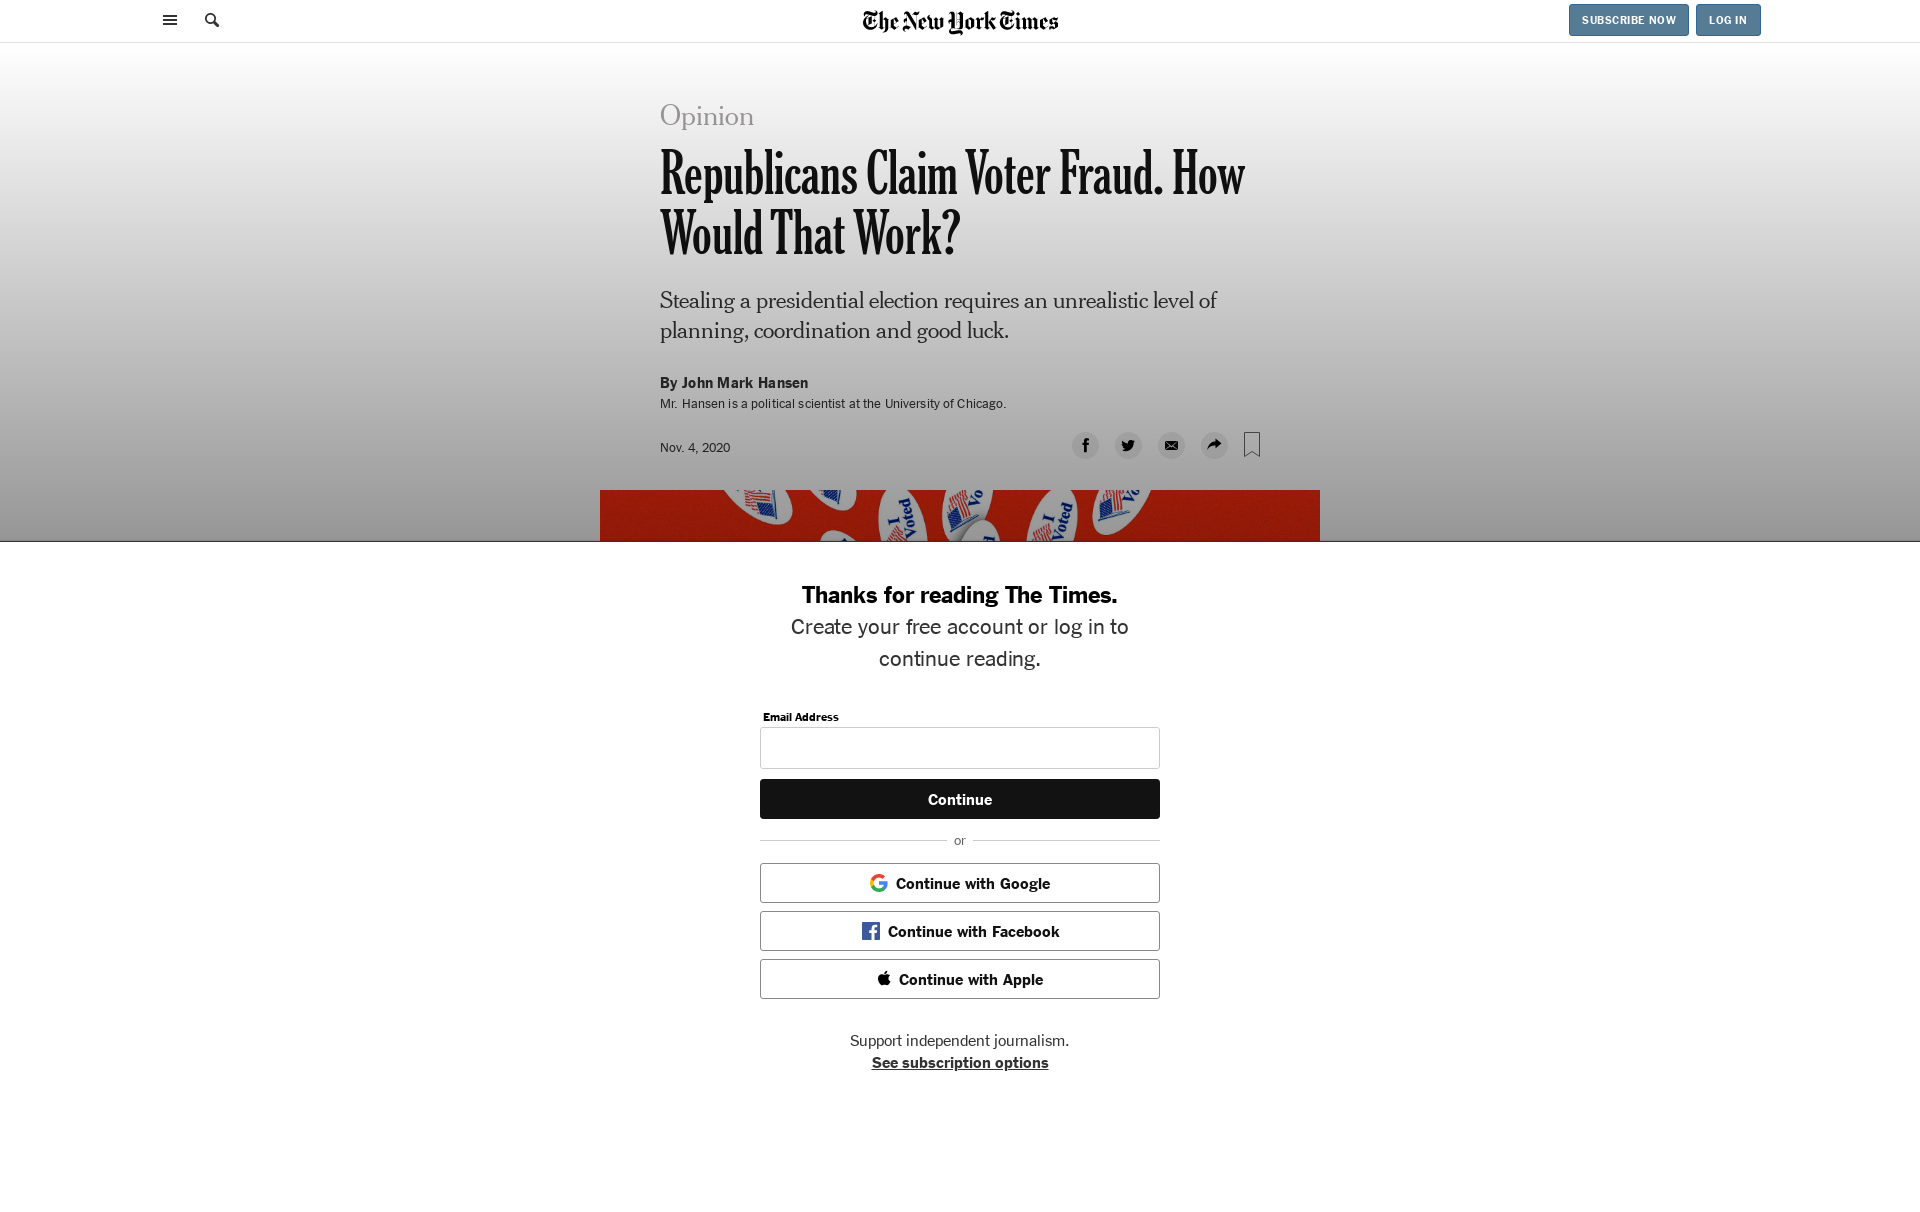 The New York Times
SUBSCRIBE NOW
LOG IN
Opinion
Republicans Claim Voter Fraud. How
Would That Work?
Stealing a presidential election requires an unrealistic level of
planning, coordination and good luck.
By John Mark Hansen
Mr. Hansen is a political scientist at the University of Chicago.
Nov. 4, 2020
I Voted
I Voted
Thanks for reading The Times.
Create your free account or log in to
continue reading.
Email Address
Continue
or
Continue with Google
Continue with Facebook
Continue with Apple
Support independent journalism.
See subscription options